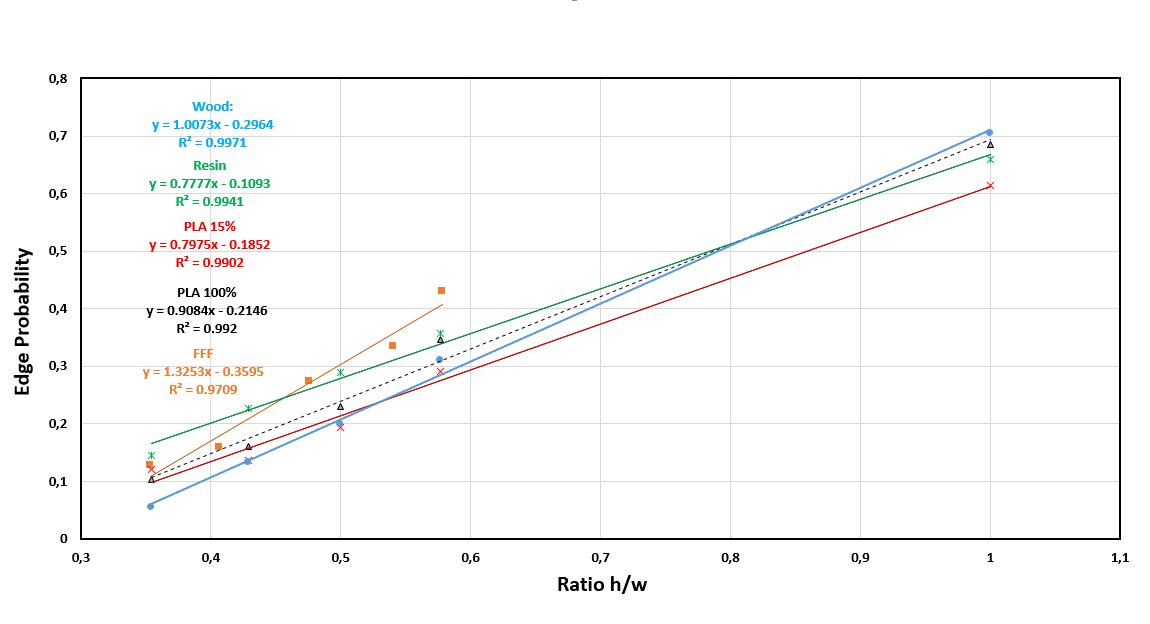 0,8
0,7
0,6
0,5
0,4
0,3
0,2
0,1
0
Edge Probability
Wood:
y = 1.0073x - 0.2964
R² = 0.9971
Resin
y = 0.7777x - 0.1093
R² = 0.9941
PLA 15%
y = 0.7975x - 0.1852
R² = 0.9902
PLA 100%
y = 0.9084x - 0.2146
R² = 0.992
FFF
y = 1.3253x - 0.3595
R² = 0.9709
0,3 0,4 0,5 0,6 0,7 0,8 0,9 1 1,1
Ratio h/w